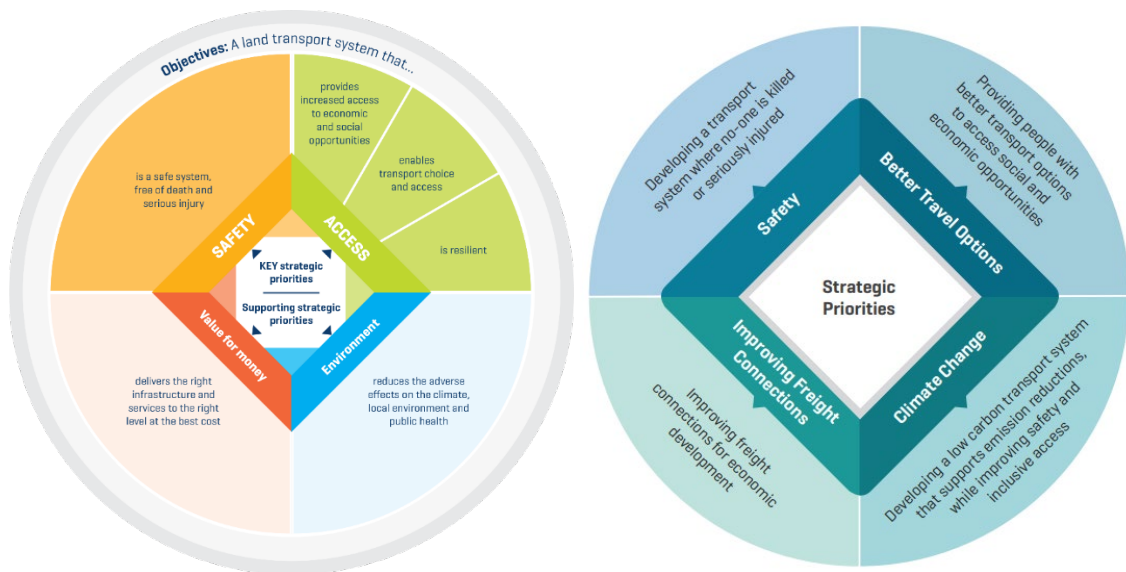 Objectives: A land transport system that...
provides
increased access
to economic
and social
opportunities
enables
transport choice
and access
is resilient
is a safe system,
free of death and
serious injury
SAFETY
ACCESS
KEY strategic
priorities
Supporting strategic
priorities
Value for money
Environment
delivers the right
infrastructure and
services to the right
level at the best cost
reduces the adverse
effects on the climate,
local environment and
public health
Developing a transport
system where no-one is killed
or seriously injured
Providing people with
better transport options
to access social and
economic opportunities
Safety
Better Travel Options
Strategic
Priorities
Improving Freight
Connections
Climate Change
Improving freight
connections for economic
development
Developing a low carbon transport system
that supports emission reductions,
while improving safety and
inclusive access